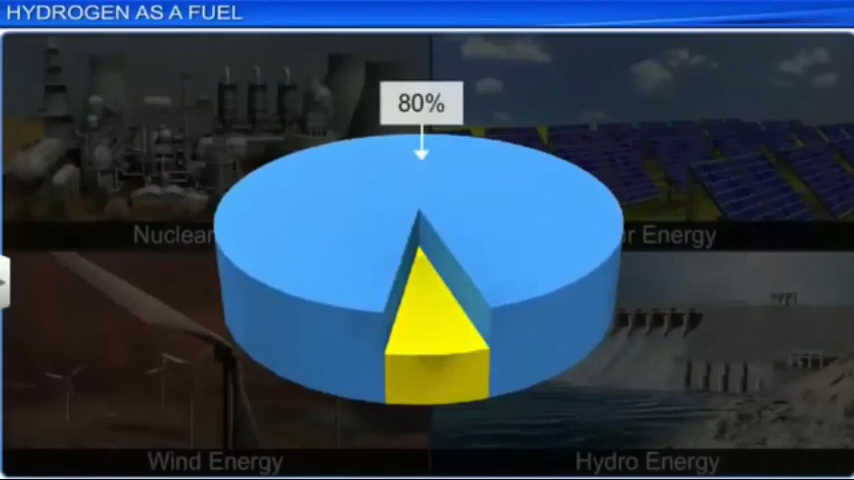 HYDROGEN AS A FUEL
80%
Nuclear
r Energy
Wind Energy
Hydro Energy